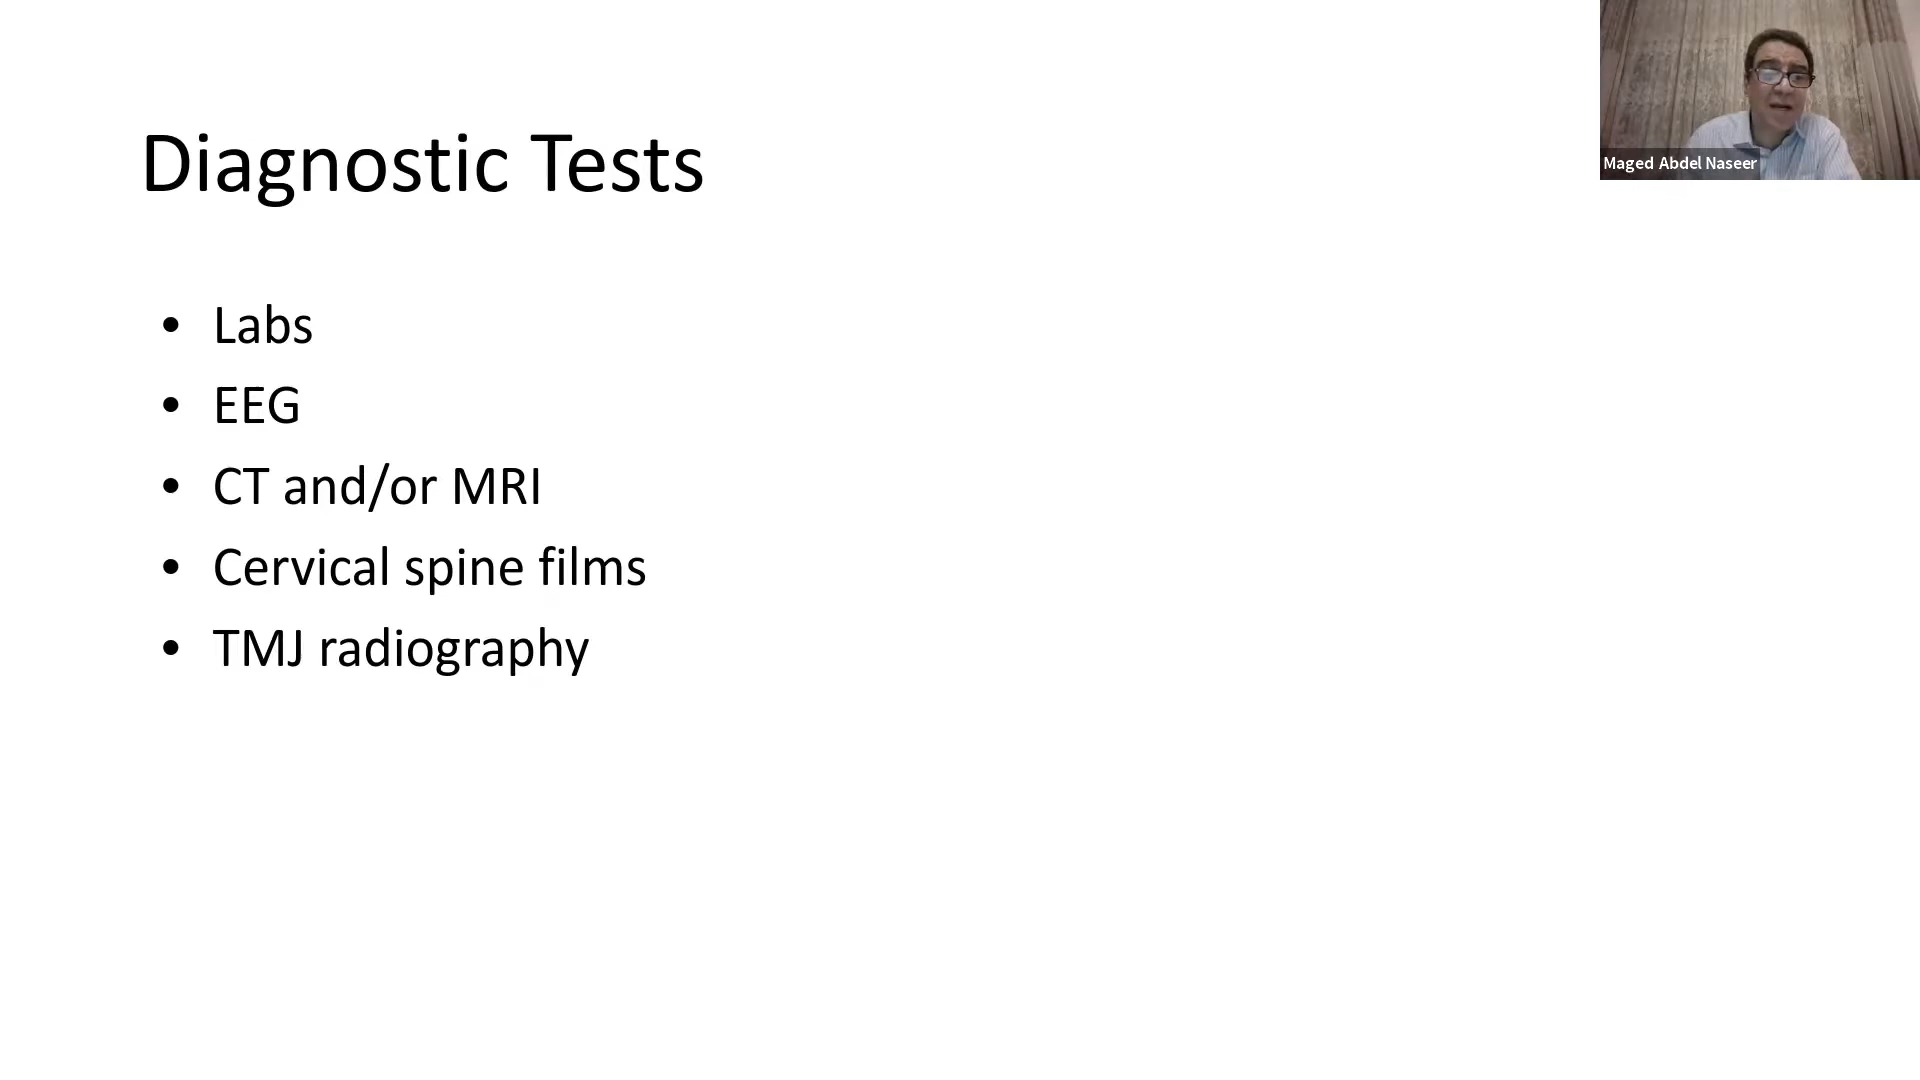 Diagnostic Tests
• Labs
• EEG
• CT and/or MRI
• Cervical spine films
• TMJ radiography
Maged Abdel Naseer